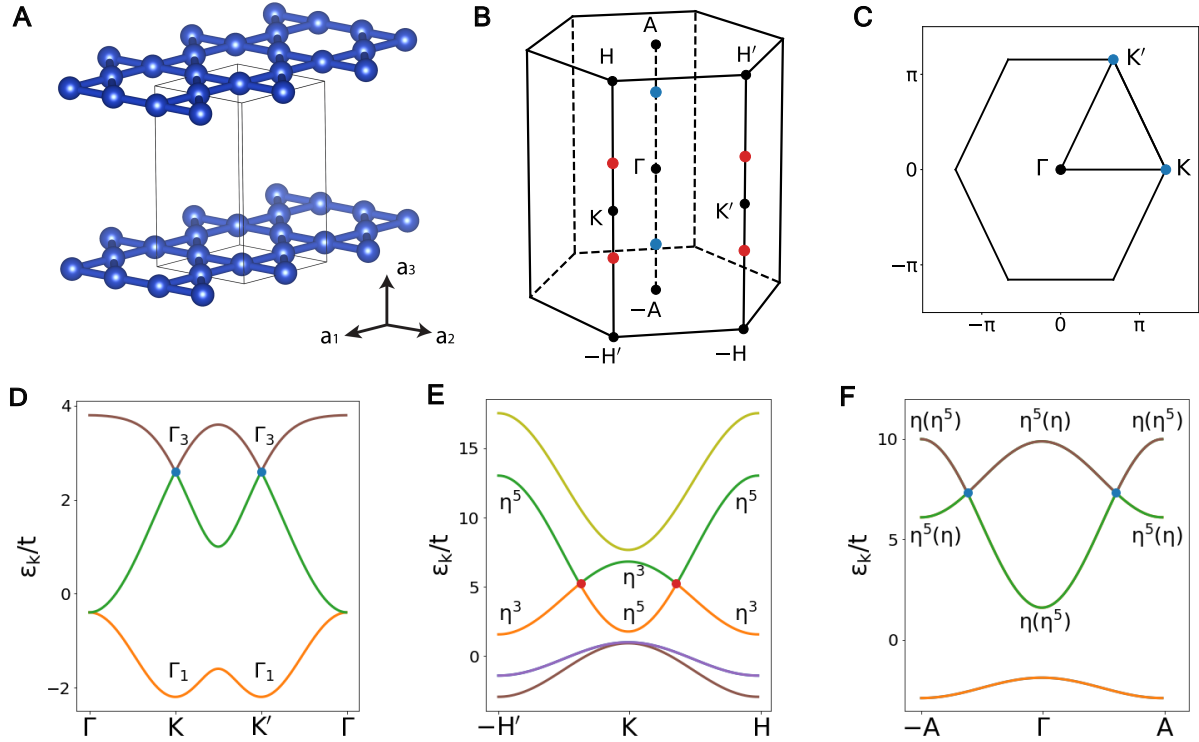 A
a₃
a₁
a₂
B
A
H
H′
Γ
K
K′
−A
−H′
−H
C
π
0
−π
K′
Γ
K
−π
0
π
D
εₖ/t
4
2
0
−2
Γ₃
Γ₃
Γ₁
Γ₁
Γ
K
K′
Γ
E
εₖ/t
15
10
5
0
η⁵
η⁵
η³
η³
η⁵
η³
−H′
K
H
F
εₖ/t
10
5
0
η(η⁵)
η⁵(η)
η(η⁵)
η⁵(η)
η⁵(η)
η(η⁵)
−A
Γ
A